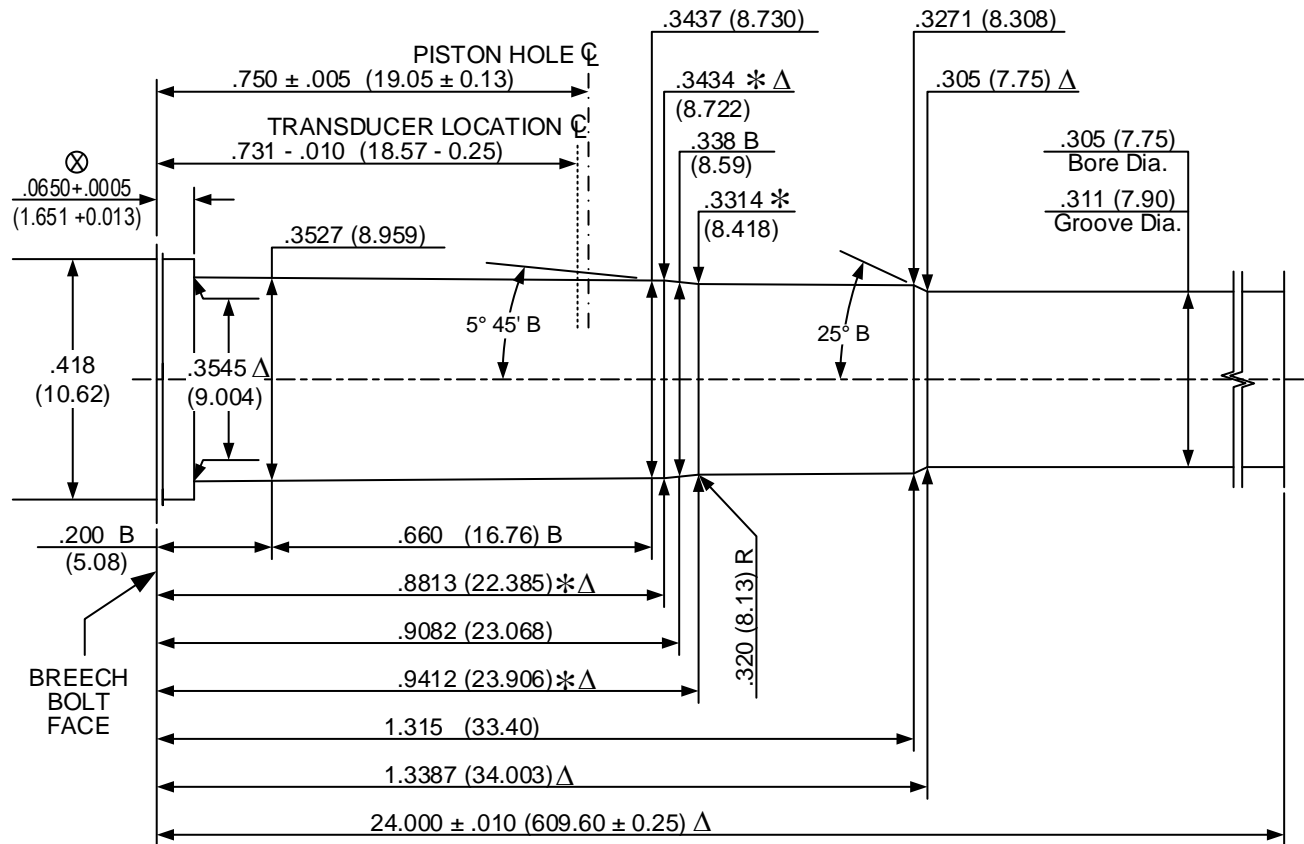 .3437 (8.730)
.3271 (8.308)
PISTON HOLE ℄
.750 ± .005 (19.05 ± 0.13)
.3434 * Δ
(8.722)
.305 (7.75) Δ
TRANSDUCER LOCATION ℄
.731 - .010 (18.57 - 0.25)
.338 B
(8.59)
.305 (7.75)
Bore Dia.
⊗
.0650+.0005
(1.651 +0.013)
.3314 *
(8.418)
.311 (7.90)
Groove Dia.
.3527 (8.959)
5° 45' B
25° B
.418
(10.62)
.3545 Δ
(9.004)
.200 B
(5.08)
.660 (16.76) B
.8813 (22.385) * Δ
.320 (8.13) R
.9082 (23.068)
BREECH
BOLT
FACE
.9412 (23.906) * Δ
1.315 (33.40)
1.3387 (34.003) Δ
24.000 ± .010 (609.60 ± 0.25) Δ